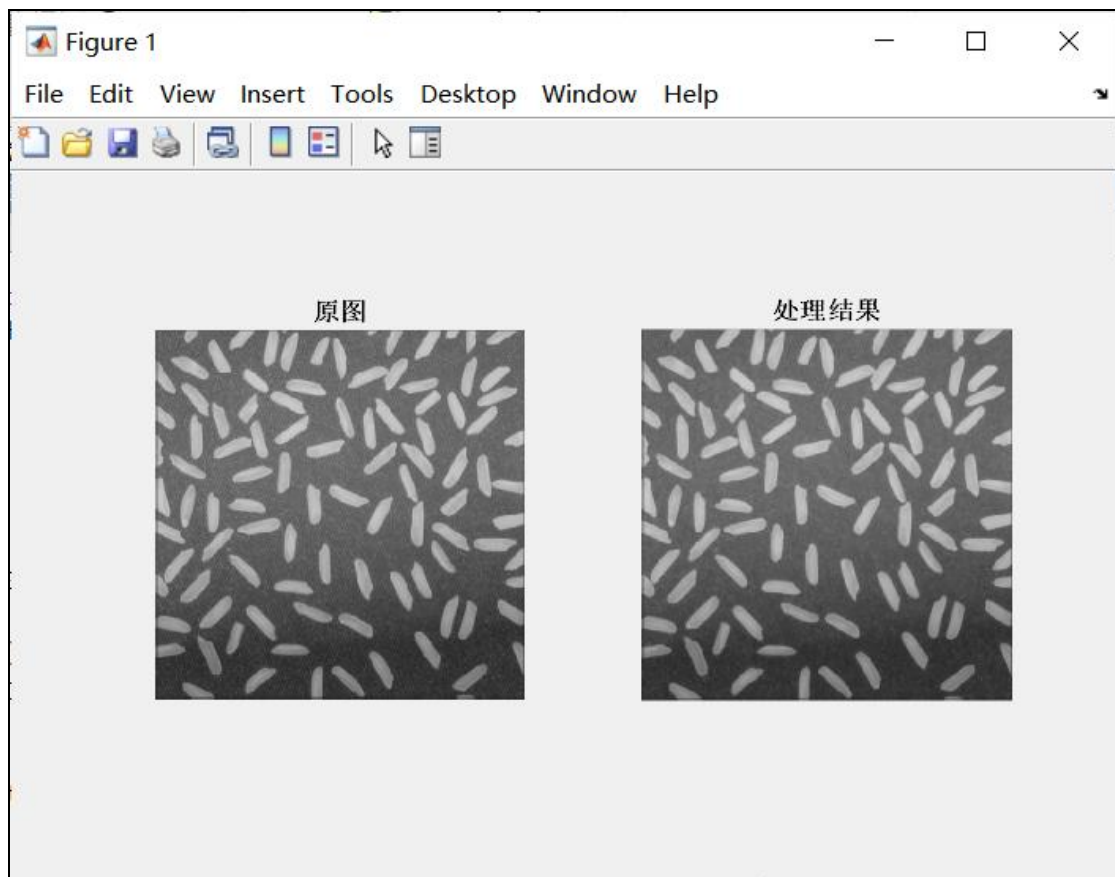 Figure 1
File Edit View Insert Tools Desktop Window Help
原图
处理结果